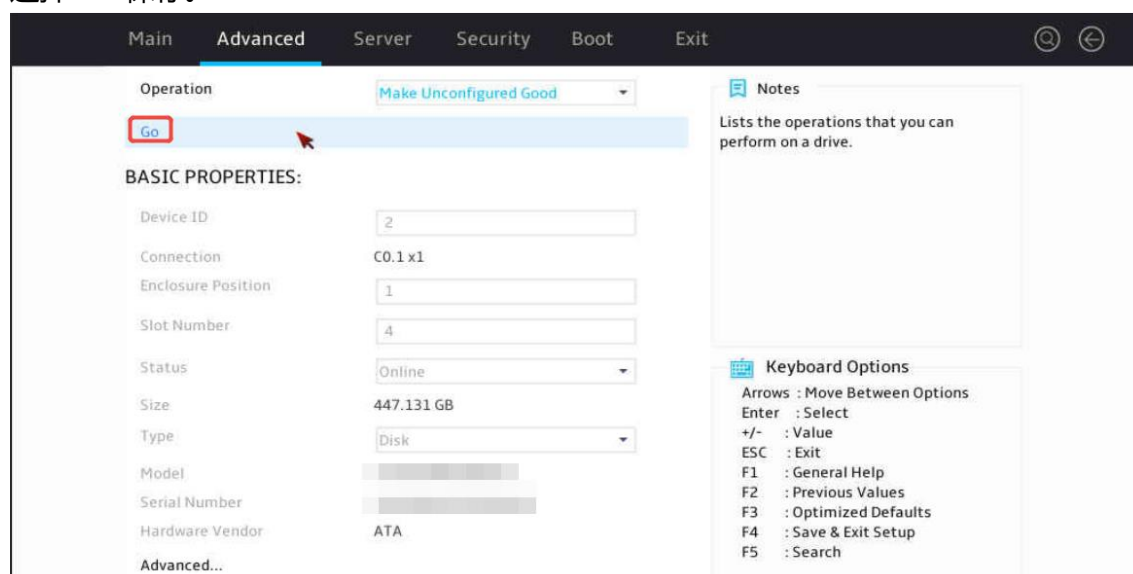 Main Advanced Server Security Boot Exit
Operation Make Unconfigured Good
Go
BASIC PROPERTIES:
Device ID 2
Connection C0.1 x1
Enclosure Position 1
Slot Number 4
Status Online
Size 447.131 GB
Type Disk
Model
Serial Number
Hardware Vendor ATA
Advanced...
Notes
Lists the operations that you can
perform on a drive.
Keyboard Options
Arrows : Move Between Options
Enter : Select
+/- : Value
ESC : Exit
F1 : General Help
F2 : Previous Values
F3 : Optimized Defaults
F4 : Save & Exit Setup
F5 : Search